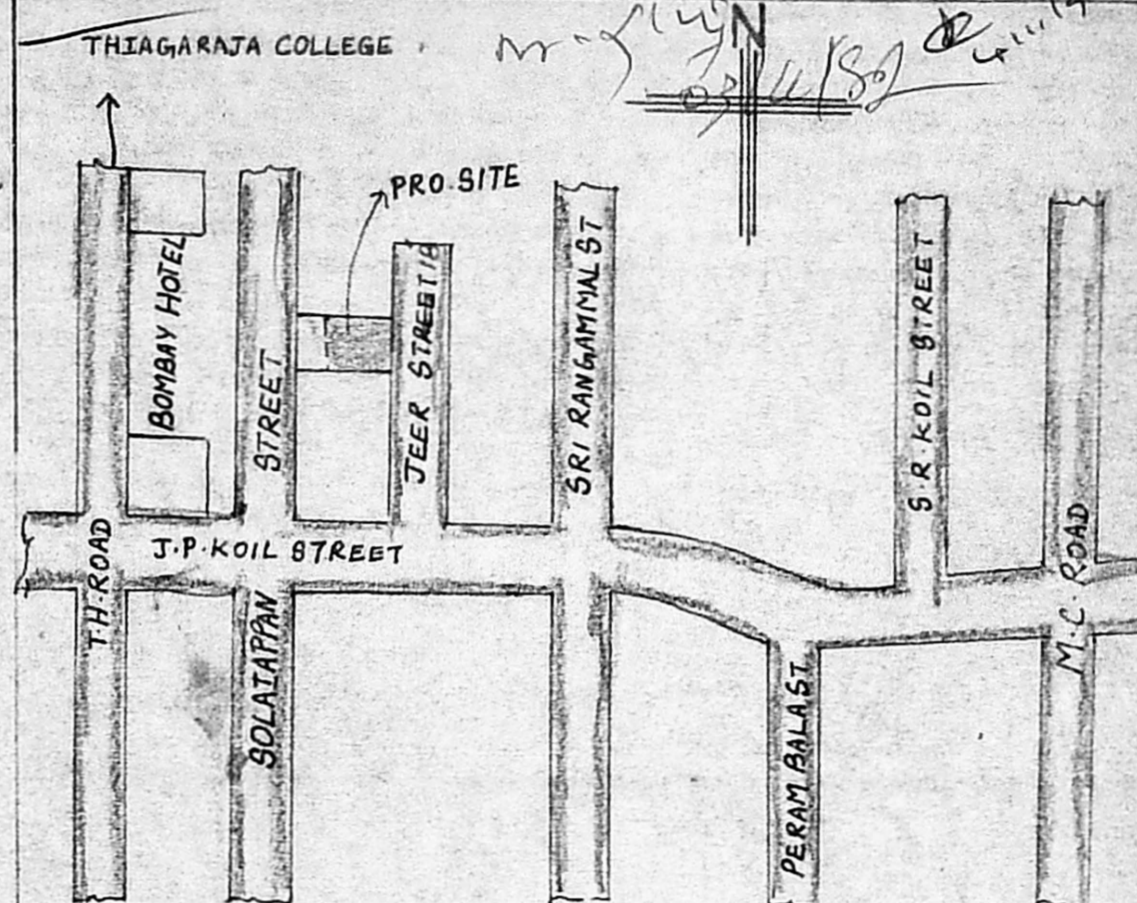 THIAGARAJA COLLEGE
N
PRO.SITE
BOMBAY HOTEL
STREET
JEER STREET
SRI RANGAMMAL ST
S.R.KOIL STREET
J.P.KOIL STREET
T.H.ROAD
SOLAIAPPAN
PERAMBALA ST
M.C.ROAD